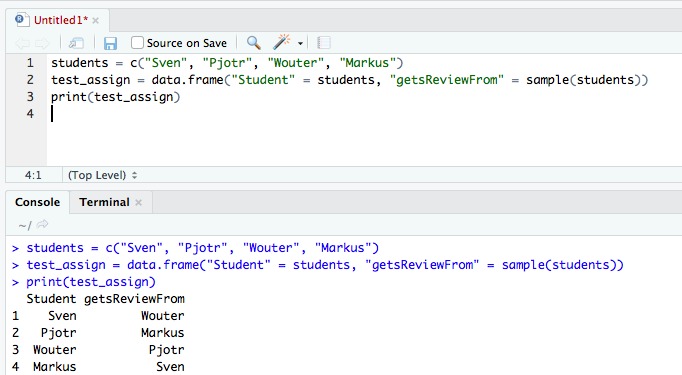 Untitled1*
Source on Save
1 students = c("Sven", "Pjotr", "Wouter", "Markus")
2 test_assign = data.frame("Student" = students, "getsReviewFrom" = sample(students))
3 print(test_assign)
4
4:1 (Top Level)
Console Terminal
~/
> students = c("Sven", "Pjotr", "Wouter", "Markus")
> test_assign = data.frame("Student" = students, "getsReviewFrom" = sample(students))
> print(test_assign)
Student getsReviewFrom
1 Sven Wouter
2 Pjotr Markus
3 Wouter Pjotr
4 Markus Sven